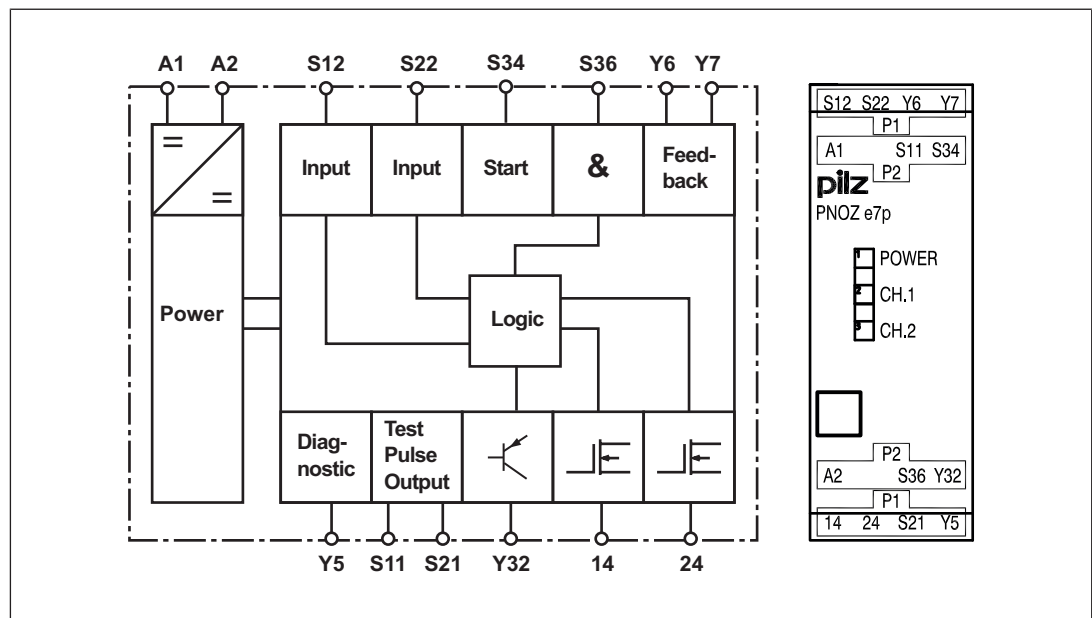 A1 A2 S12 S22 S34 S36 Y6 Y7
= =
Input Input Start & Feed-
back
Power
Logic
Diag-
nostic
Test
Pulse
Output
Y5 S11 S21 Y32 14 24
S12 S22 Y6 Y7
P1
A1 S11 S34
P2
pilz
PNOZ e7p
1 POWER
2 CH.1
3 CH.2
P2
A2 S36 Y32
P1
14 24 S21 Y5